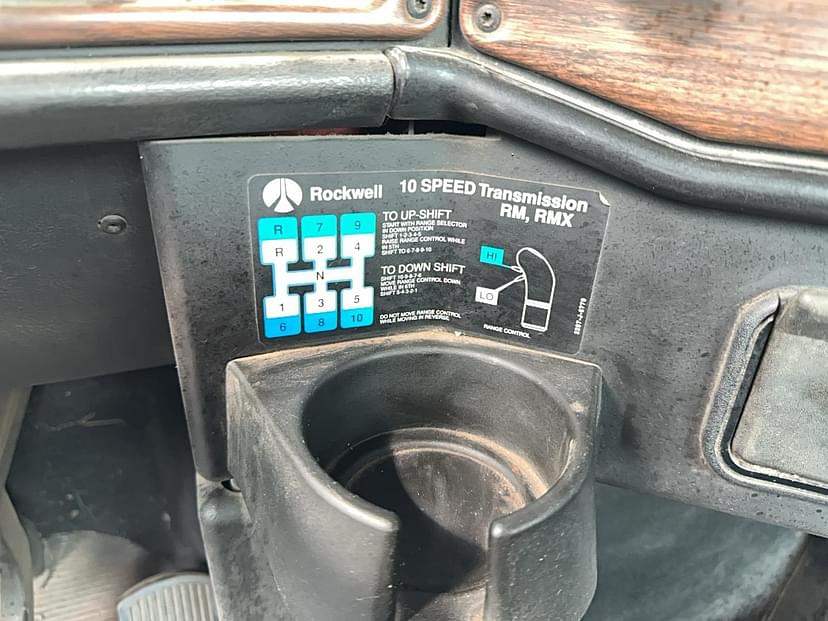 Rockwell 10 SPEED Transmission
RM, RMX
R 7 9
R 2 4
N
1 3 5
6 8 10
TO UP-SHIFT
START WITH RANGE SELECTOR
IN DOWN POSITION
SHIFT 1-2-3-4-5
RAISE RANGE CONTROL WHILE
IN 5TH
SHIFT TO 6-7-8-9-10
TO DOWN SHIFT
SHIFT 10-9-8-7-6
MOVE RANGE CONTROL DOWN
WHILE IN 6TH
SHIFT 5-4-3-2-1
DO NOT MOVE RANGE CONTROL
WHILE MOVING IN REVERSE.
HI
LO
RANGE CONTROL